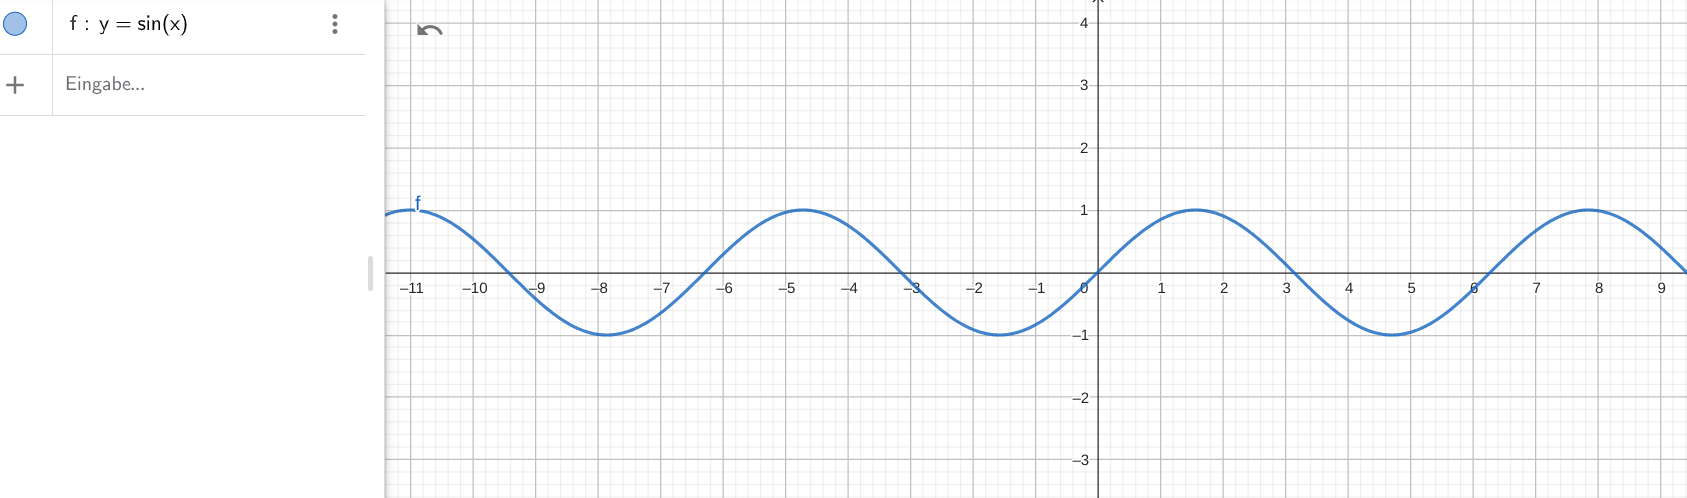 f : y = sin(x)
Eingabe...
f
4
3
2
1
–11 –10 –9 –8 –7 –6 –5 –4 –3 –2 –1 0 1 2 3 4 5 6 7 8 9
–1
–2
–3